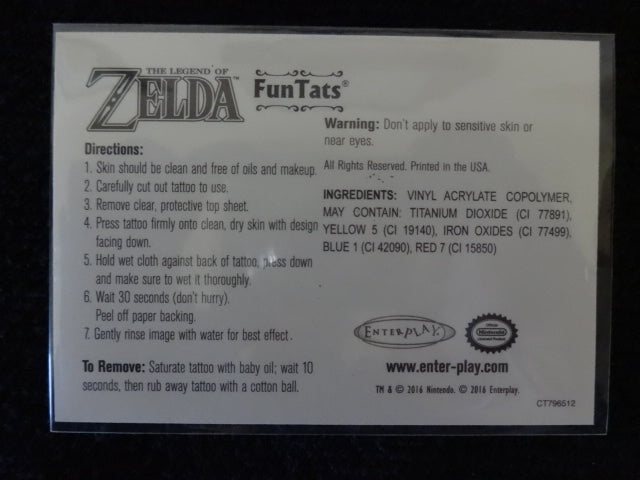 THE LEGEND OF
ZELDA™
FunTats®
Directions:
1. Skin should be clean and free of oils and makeup.
2. Carefully cut out tattoo to use.
3. Remove clear, protective top sheet.
4. Press tattoo firmly onto clean, dry skin with design
facing down.
5. Hold wet cloth against back of tattoo, press down
and make sure to wet it thoroughly.
6. Wait 30 seconds (don't hurry).
Peel off paper backing.
7. Gently rinse image with water for best effect.
To Remove: Saturate tattoo with baby oil; wait 10
seconds, then rub away tattoo with a cotton ball.
Warning: Don't apply to sensitive skin or
near eyes.
All Rights Reserved. Printed in the USA.
INGREDIENTS: VINYL ACRYLATE COPOLYMER,
MAY CONTAIN: TITANIUM DIOXIDE (CI 77891),
YELLOW 5 (CI 19140), IRON OXIDES (CI 77499),
BLUE 1 (CI 42090), RED 7 (CI 15850)
ENTERPLAY
Official
Nintendo
Licensed Product
www.enter-play.com
TM & © 2016 Nintendo. © 2016 Enterplay.
CT796512